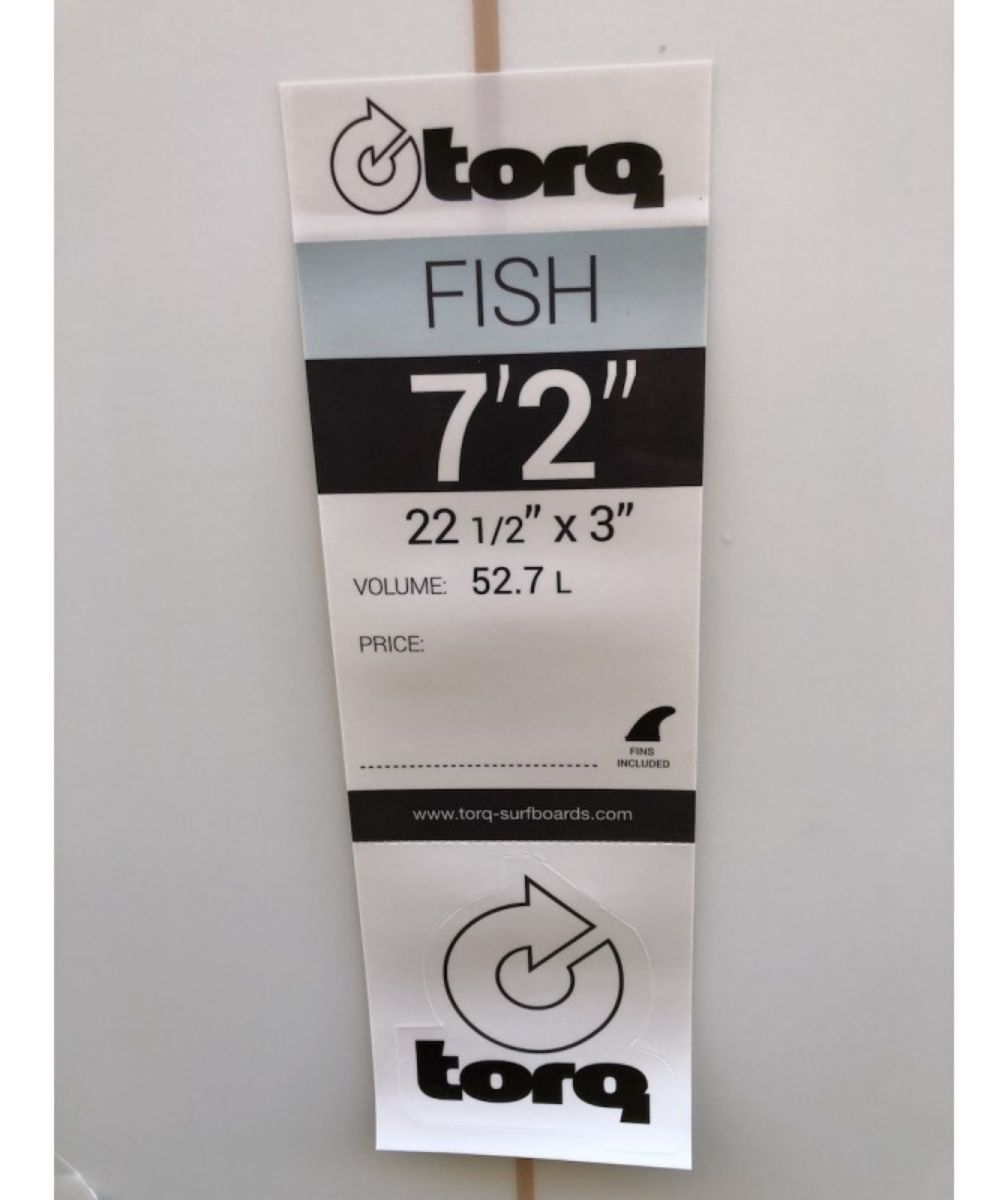 torq
FISH
7'2"
22 1/2" x 3"
VOLUME: 52.7 L
PRICE:
FINS
INCLUDED
www.torq-surfboards.com
torq